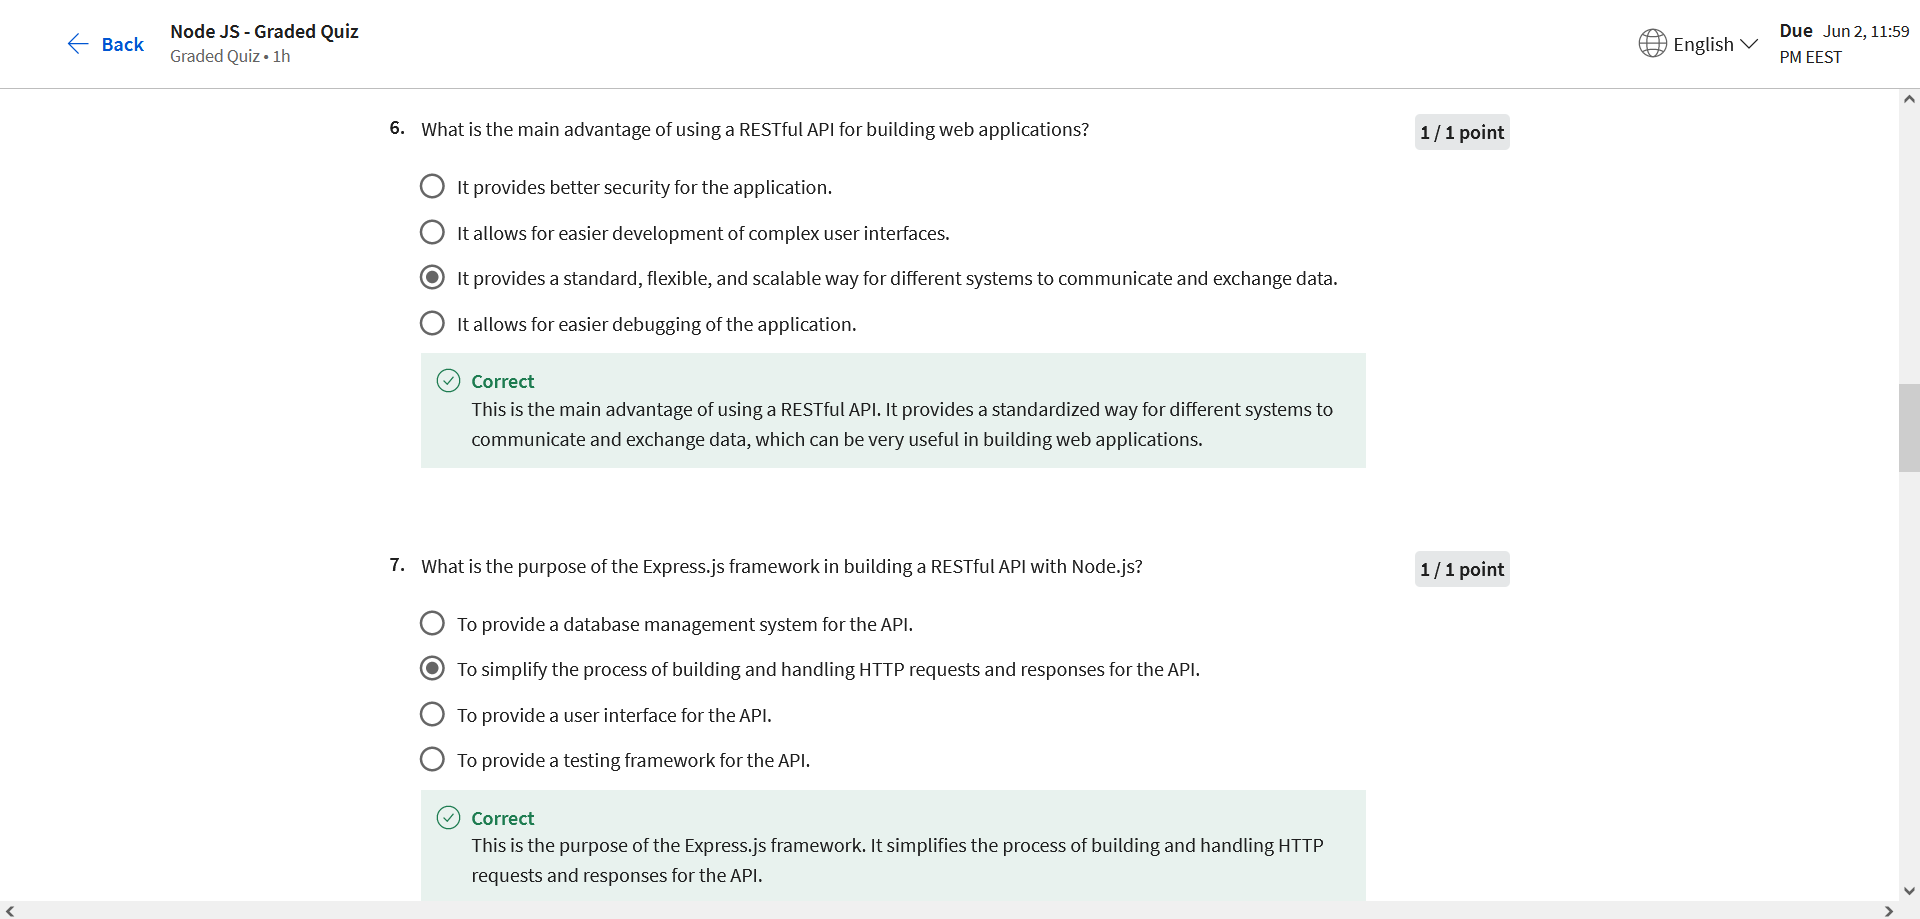 Back
Node JS - Graded Quiz
Graded Quiz • 1h
English
Due Jun 2, 11:59
PM EEST
6. What is the main advantage of using a RESTful API for building web applications?
1 / 1 point
It provides better security for the application.
It allows for easier development of complex user interfaces.
It provides a standard, flexible, and scalable way for different systems to communicate and exchange data.
It allows for easier debugging of the application.
Correct
This is the main advantage of using a RESTful API. It provides a standardized way for different systems to
communicate and exchange data, which can be very useful in building web applications.
7. What is the purpose of the Express.js framework in building a RESTful API with Node.js?
1 / 1 point
To provide a database management system for the API.
To simplify the process of building and handling HTTP requests and responses for the API.
To provide a user interface for the API.
To provide a testing framework for the API.
Correct
This is the purpose of the Express.js framework. It simplifies the process of building and handling HTTP
requests and responses for the API.